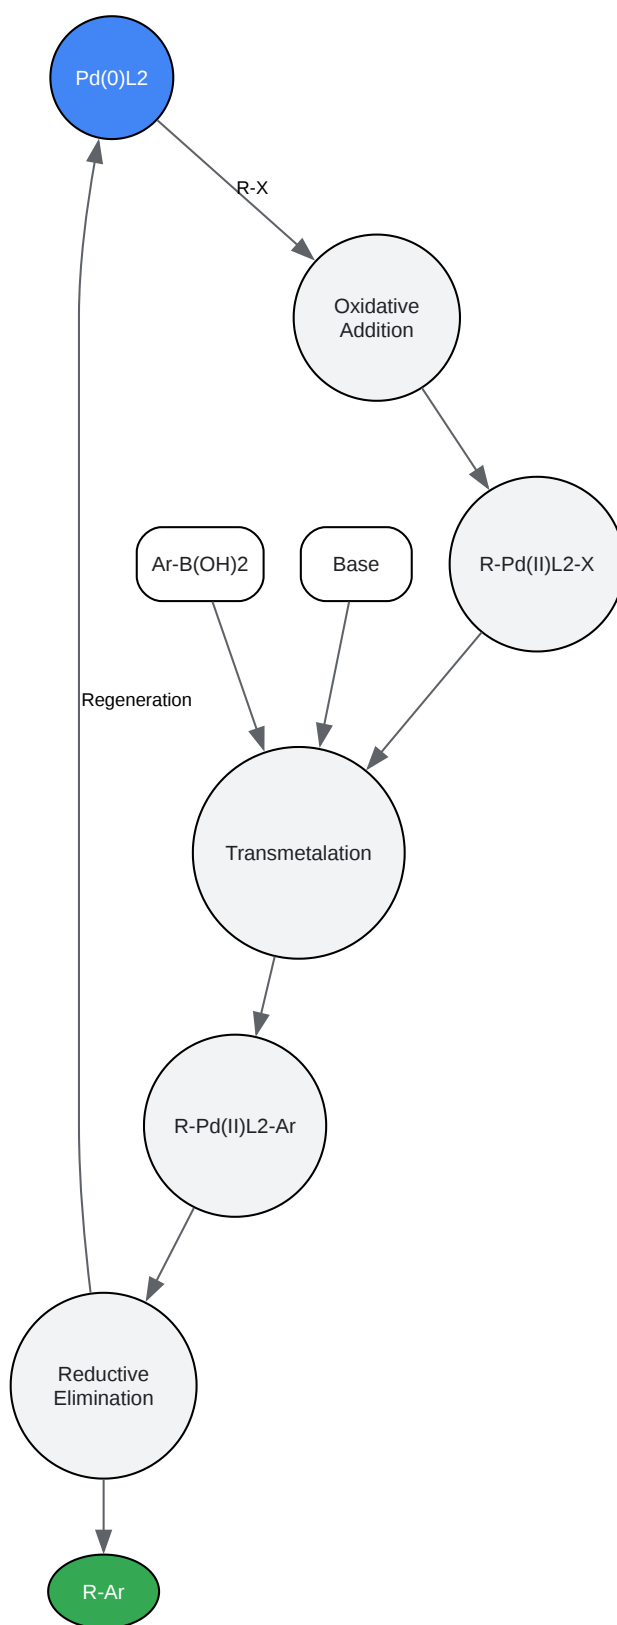 Pd(0)L2
R-X
Oxidative
Addition
Ar-B(OH)2
Base
R-Pd(II)L2-X
Regeneration
Transmetalation
R-Pd(II)L2-Ar
Reductive
Elimination
R-Ar